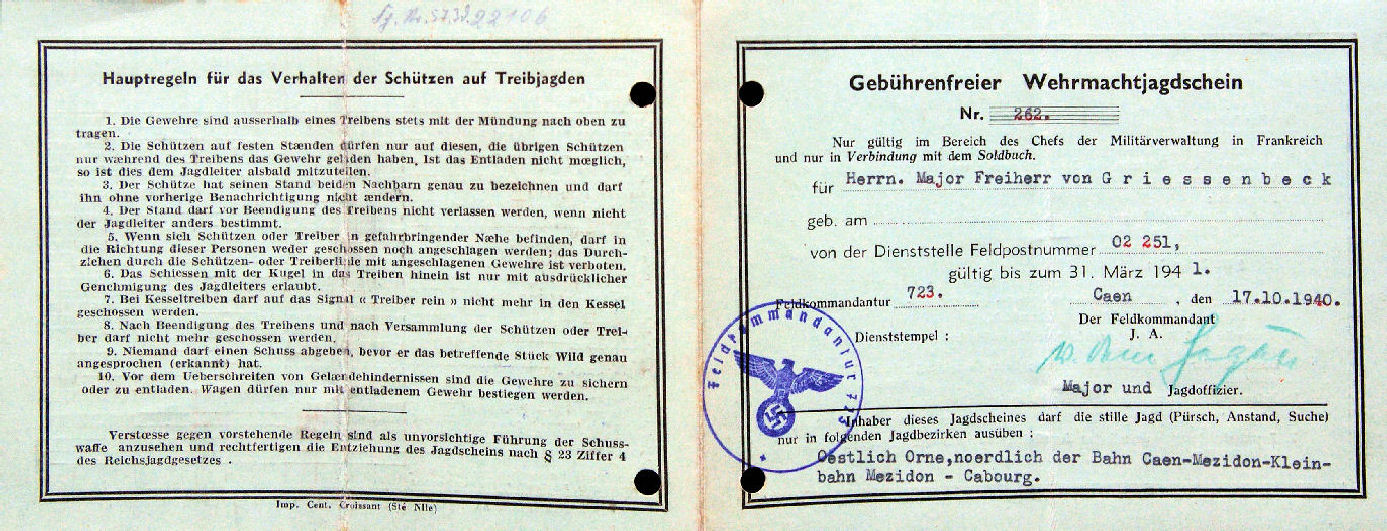 Fg. Nr. 57.32 22106
Hauptregeln für das Verhalten der Schützen auf Treibjagden
1. Die Gewehre sind ausserhalb eines Treibens stets mit der Mündung nach oben zu
tragen.
2. Die Schützen auf festen Stænden dürfen nur auf diesen, die übrigen Schützen
nur wæhrend des Treibens das Gewehr geladen haben. Ist das Entladen nicht mœglich,
so ist dies dem Jagdleiter alsbald mitzuteilen.
3. Der Schütze hat seinen Stand beiden Nachbarn genau zu bezeichnen und darf
ihn ohne vorherige Benachrichtigung nicht ændern.
4. Der Stand darf vor Beendigung des Treibens nicht verlassen werden, wenn nicht
der Jagdleiter anders bestimmt.
5. Wenn sich Schützen oder Treiber in gefahrbringender Næhe befinden, darf in
die Richtung dieser Personen weder geschossen noch angeschlagen werden; das Durch-
ziehen durch die Schützen- oder Treiberlinie mit angeschlagenen Gewehre ist verboten.
6. Das Schiessen mit der Kugel in das Treiben hinein ist nur mit ausdrücklicher
Genehmigung des Jagdleiters erlaubt.
7. Bei Kesseltreiben darf auf das Signal « Treiber rein » nicht mehr in den Kessel
geschossen werden.
8. Nach Beendigung des Treibens und nach Versammlung der Schützen oder Trei-
ber darf nicht mehr geschossen werden.
9. Niemand darf einen Schuss abgeben, bevor er das betreffende Stück Wild genau
angesprochen (erkannt) hat.
10. Vor dem Ueberschreiten von Gelændehindernissen sind die Gewehre zu sichern
oder zu entladen. Wagen dürfen nur mit entladenem Gewehr bestiegen werden.
Verstœsse gegen vorstehende Regeln sind als unvorsichtige Führung der Schuss-
waffe anzusehen und rechtfertigen die Entziehung des Jagdscheins nach § 23 Ziffer 4
des Reichsjagdgesetzes .
Imp. Cent. Croissant (Sté Nlle)
Gebührenfreier Wehrmachtjagdschein
Nr. 262.
Nur gültig im Bereich des Chefs der Militärverwaltung in Frankreich
und nur in Verbindung mit dem Soldbuch.
für Herrn. Major Freiherr von Griessenbeck
geb. am
von der Dienststelle Feldpostnummer 02 251,
gültig bis zum 31. März 1941.
Feldkommandantur 723. Caen , den 17.10.1940.
Der Feldkommandant
Dienststempel : J. A.
Feldkommandantur 723
Major und Jagdoffizier.
Inhaber dieses Jagdscheines darf die stille Jagd (Pürsch, Anstand, Suche)
nur in folgenden Jagdbezirken ausüben :
Oestlich Orne,noerdlich der Bahn Caen-Mezidon-Klein-
bahn Mezidon - Cabourg.